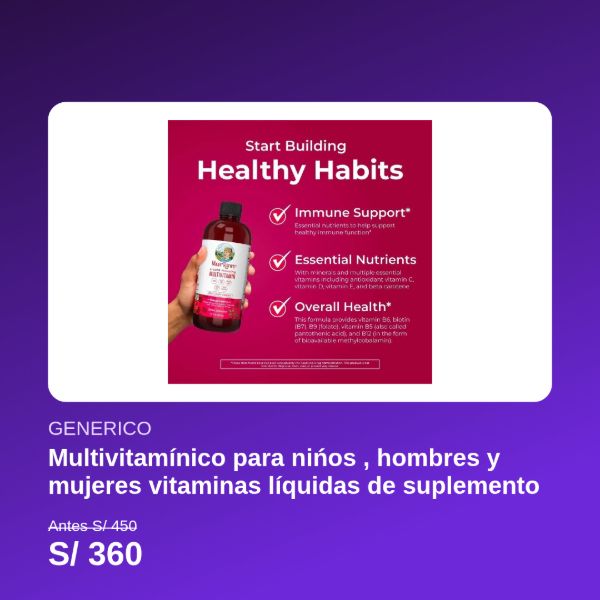 Start Building
Healthy Habits
Immune Support*
Essential nutrients to help support
healthy immune function*
Essential Nutrients
With minerals and multiple essential
vitamins including antioxidant vitamin C,
vitamin D, vitamin E, and beta carotene
Overall Health*
This formula provides vitamin B6, biotin
(B7), B9 (folate), vitamin B5 (also called
pantothenic acid), and B12 (in the form
of bioavailable methylcobalamin).
MaryRuth's
MULTIVITAMIN
GENERICO
Multivitamínico para nińos , hombres y
mujeres vitaminas líquidas de suplemento
Antes S/ 450
S/ 360